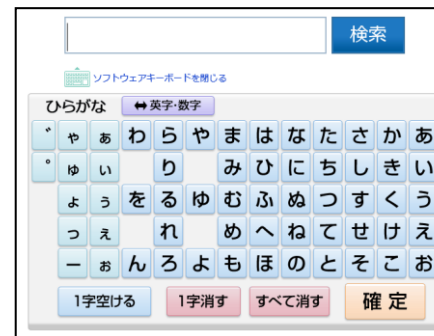 検索
ソフトウェアキーボードを閉じる
ひらがな ⬌英字・数字
゛ ゃ ぁ わ ら や ま は な た さ か あ
゜ ゅ ぃ り み ひ に ち し き い
ょ ぅ を る ゆ む ふ ぬ つ す く う
っ ぇ れ め へ ね て せ け え
ー ぉ ん ろ よ も ほ の と そ こ お
1字空ける 1字消す すべて消す 確定